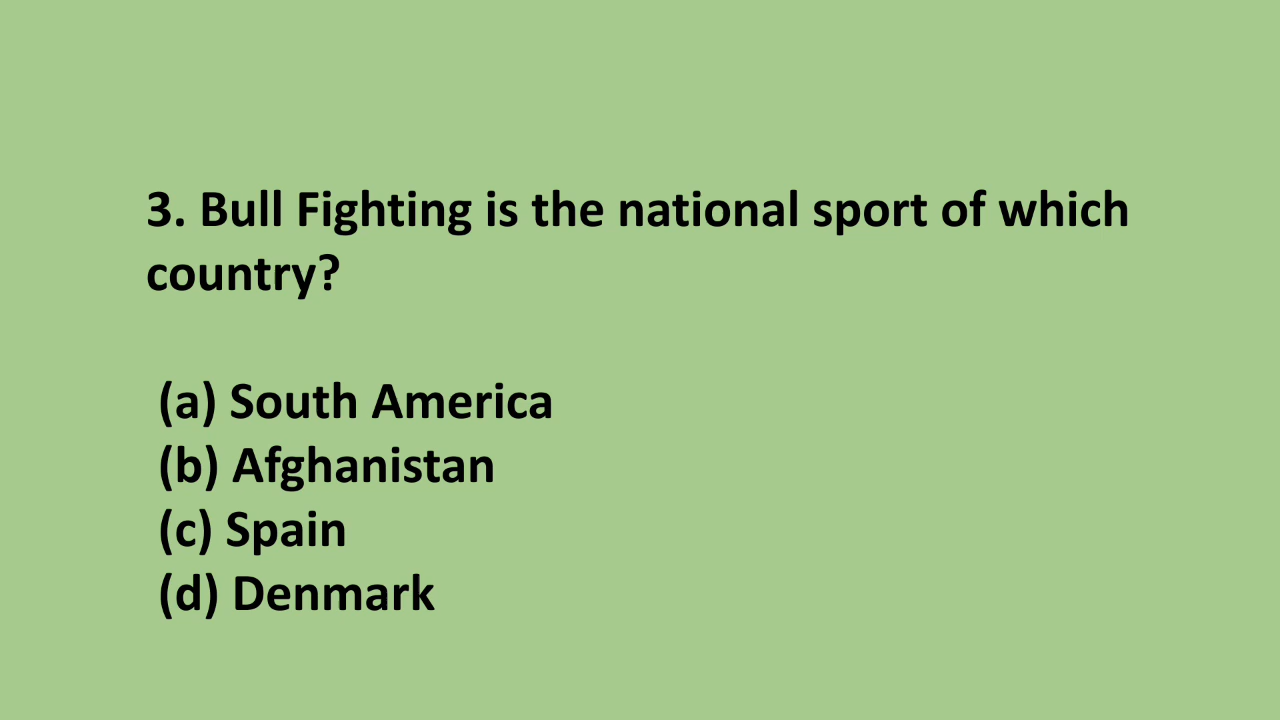 3. Bull Fighting is the national sport of which
country?
(a) South America
(b) Afghanistan
(c) Spain
(d) Denmark